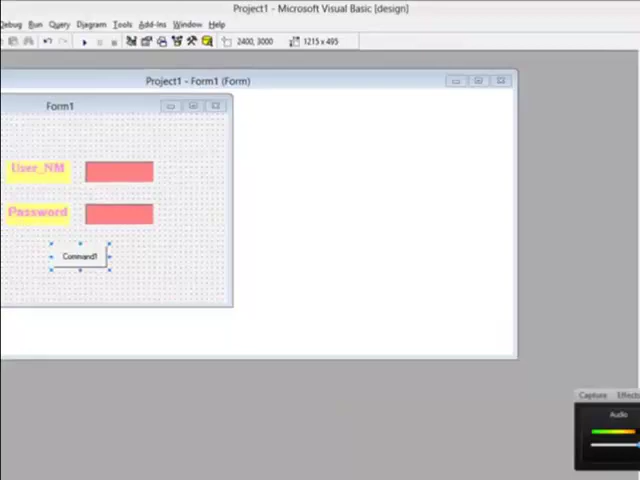 Project1 - Microsoft Visual Basic [design]
Debug Run Query Diagram Tools Add-Ins Window Help
2400, 3000 1215 x 495
Project1 - Form1 (Form)
Form1
User_NM
Password
Command1
Capture Effects
Audio